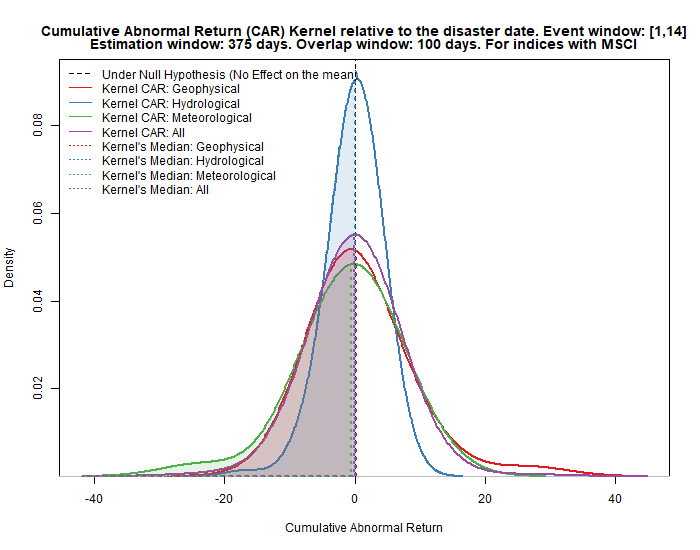 Cumulative Abnormal Return (CAR) Kernel relative to the disaster date. Event window: [1,14]
Estimation window: 375 days. Overlap window: 100 days. For indices with MSCI
Under Null Hypothesis (No Effect on the mean)
Kernel CAR: Geophysical
Kernel CAR: Hydrological
Kernel CAR: Meteorological
Kernel CAR: All
Kernel's Median: Geophysical
Kernel's Median: Hydrological
Kernel's Median: Meteorological
Kernel's Median: All
Density
0.08
0.06
0.04
0.02
-40 -20 0 20 40
Cumulative Abnormal Return